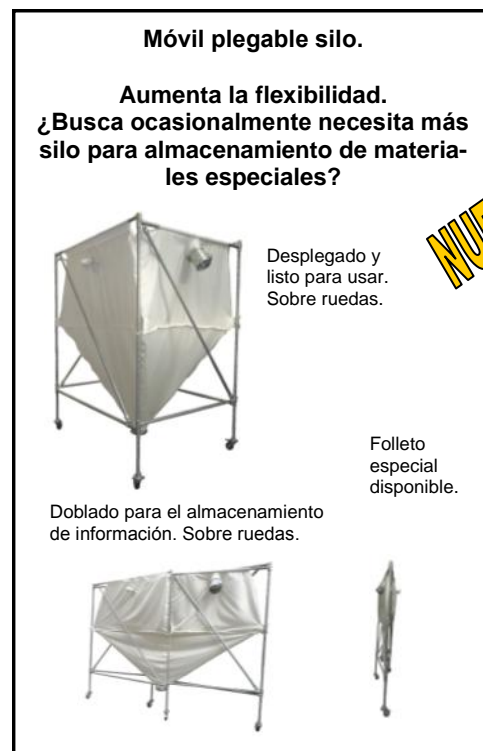 Móvil plegable silo.
Aumenta la flexibilidad.
¿Busca ocasionalmente necesita más
silo para almacenamiento de materia-
les especiales?
Desplegado y
listo para usar.
Sobre ruedas.
Folleto
especial
disponible.
Doblado para el almacenamiento
de información. Sobre ruedas.